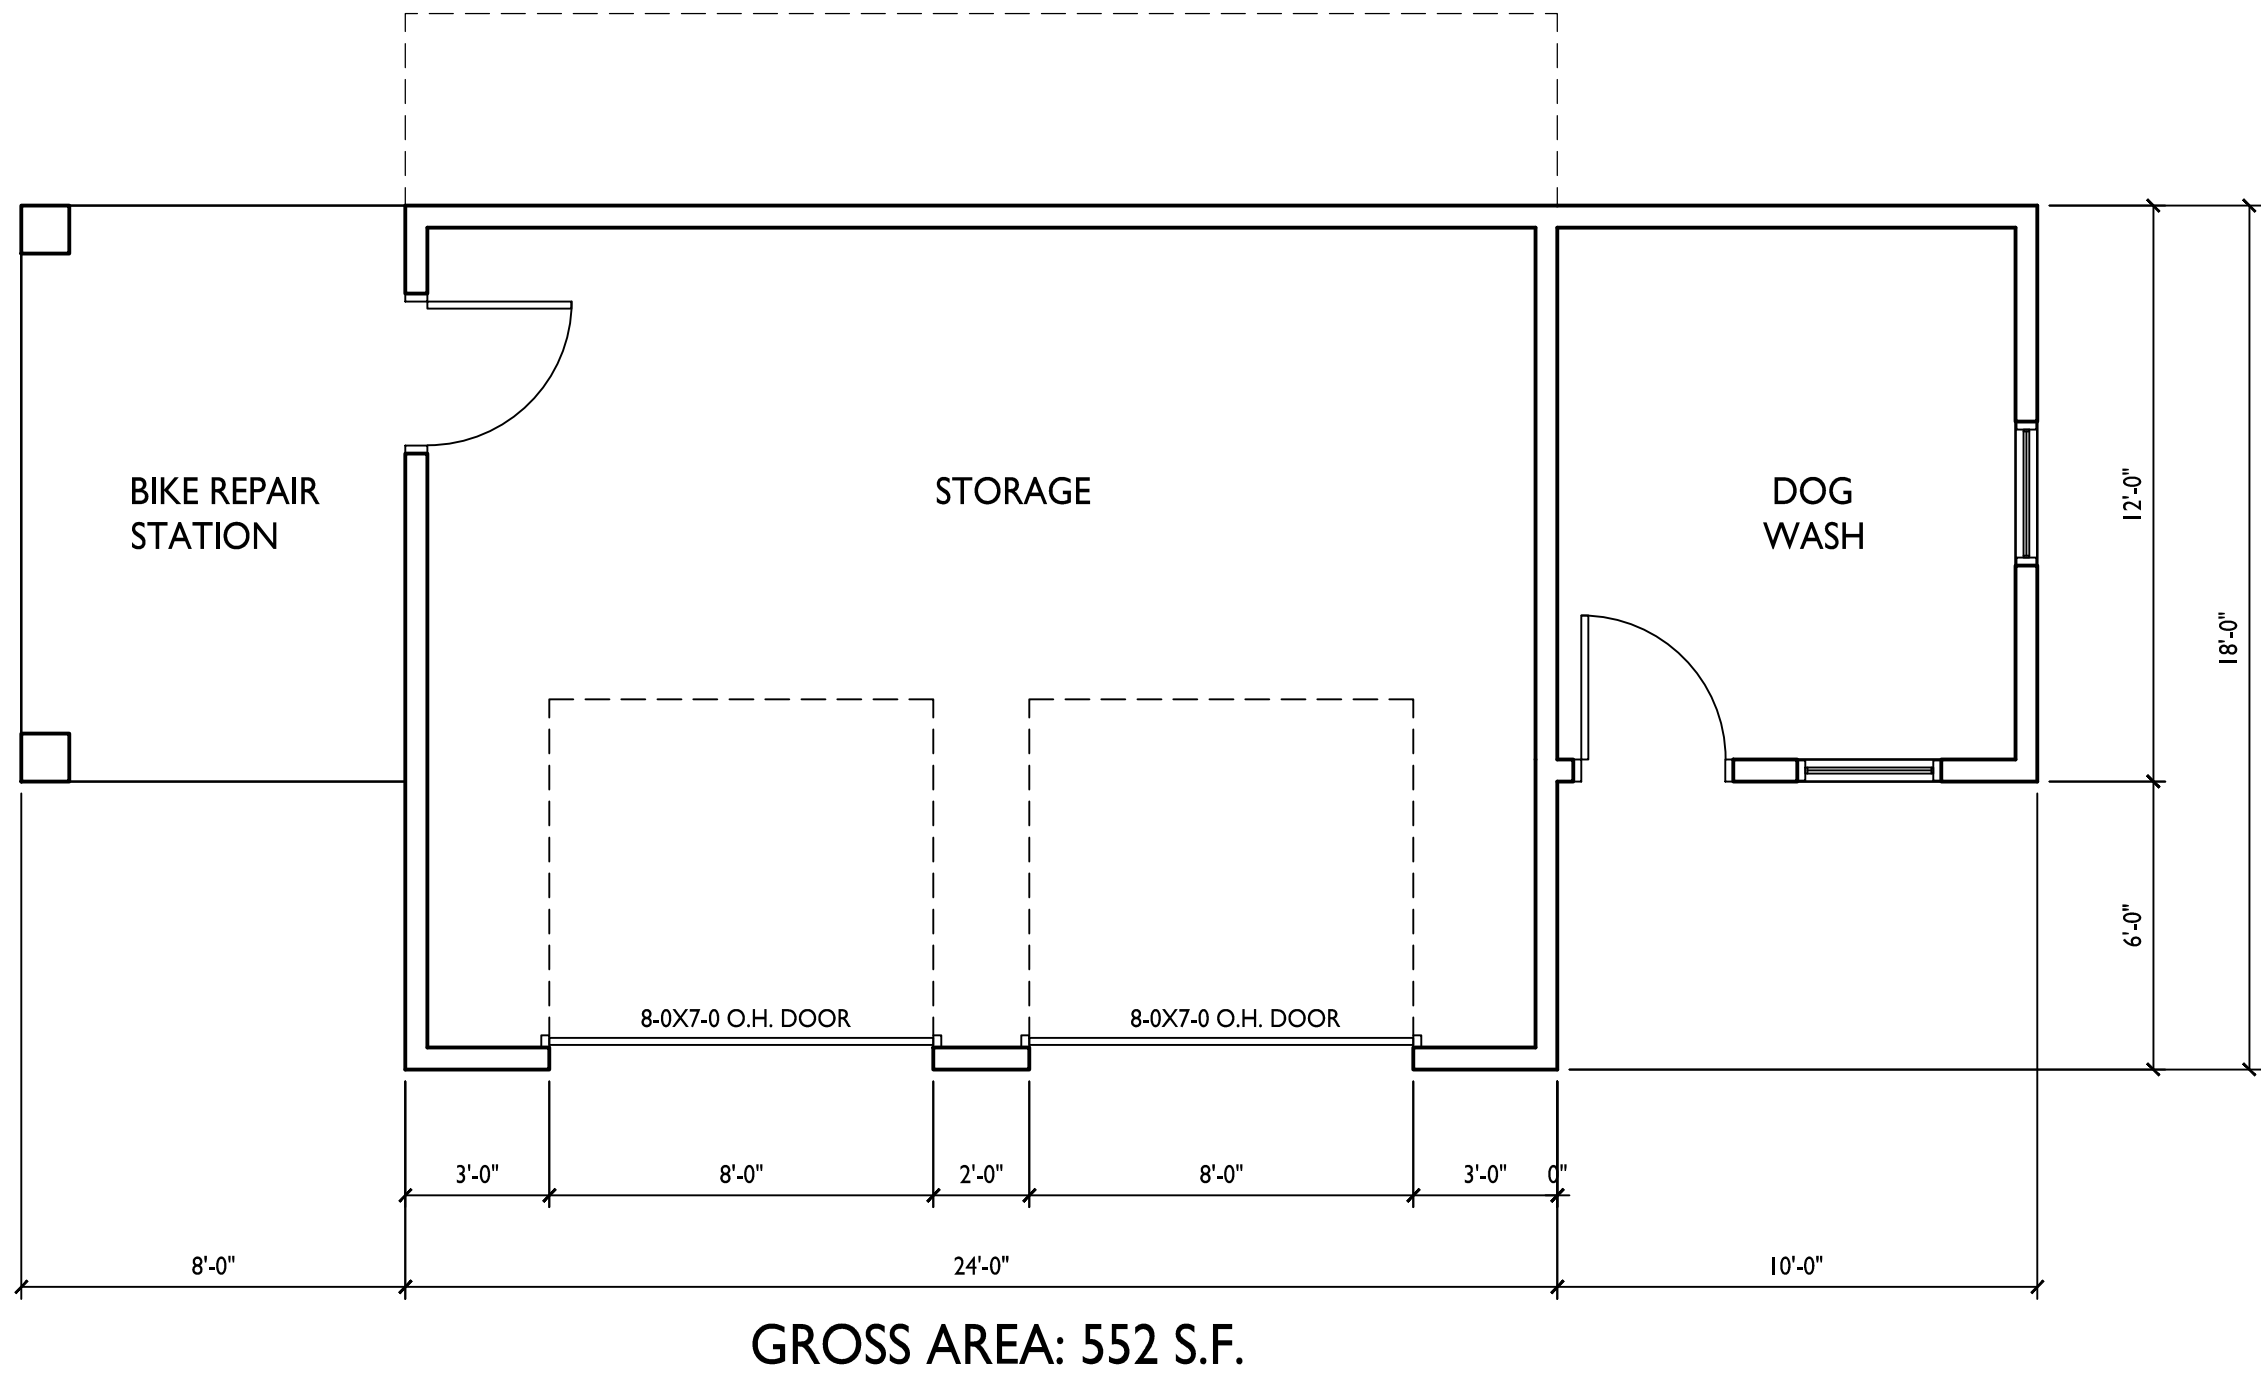 BIKE REPAIR
STATION
STORAGE
DOG
WASH
12'-0"
18'-0"
6'-0"
8-0X7-0 O.H. DOOR
8-0X7-0 O.H. DOOR
3'-0"
8'-0"
2'-0"
8'-0"
3'-0"
0"
8'-0"
24'-0"
10'-0"
GROSS AREA: 552 S.F.